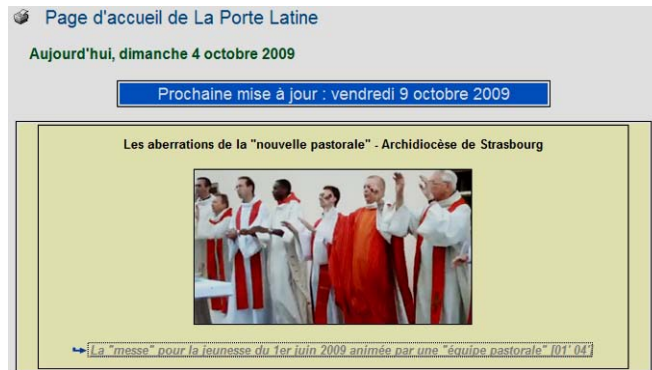 Page d'accueil de La Porte Latine
Aujourd'hui, dimanche 4 octobre 2009
Prochaine mise à jour : vendredi 9 octobre 2009
Les aberrations de la "nouvelle pastorale" - Archidiocèse de Strasbourg
La "messe" pour la jeunesse du 1er juin 2009 animée par une "équipe pastorale" [01' 04']